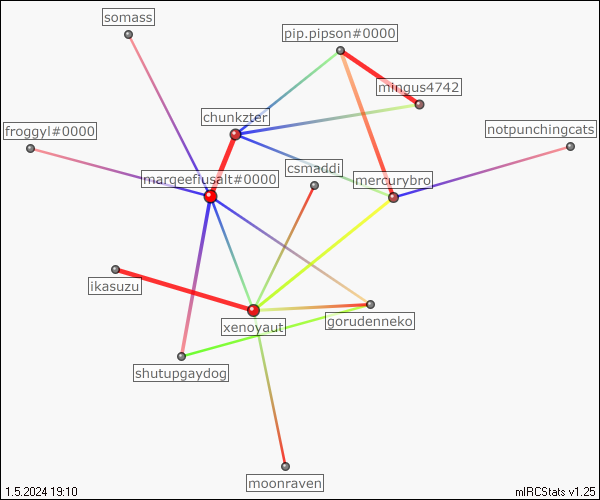 somass
pip.pipson#0000
mingus4742
chunkzter
froggyl#0000
notpunchingcats
csmaddi
margeefiusalt#0000
mercurybro
ikasuzu
gorudenneko
xenoyaut
shutupgaydog
moonraven
1.5.2024 19:10
mIRCStats v1.25